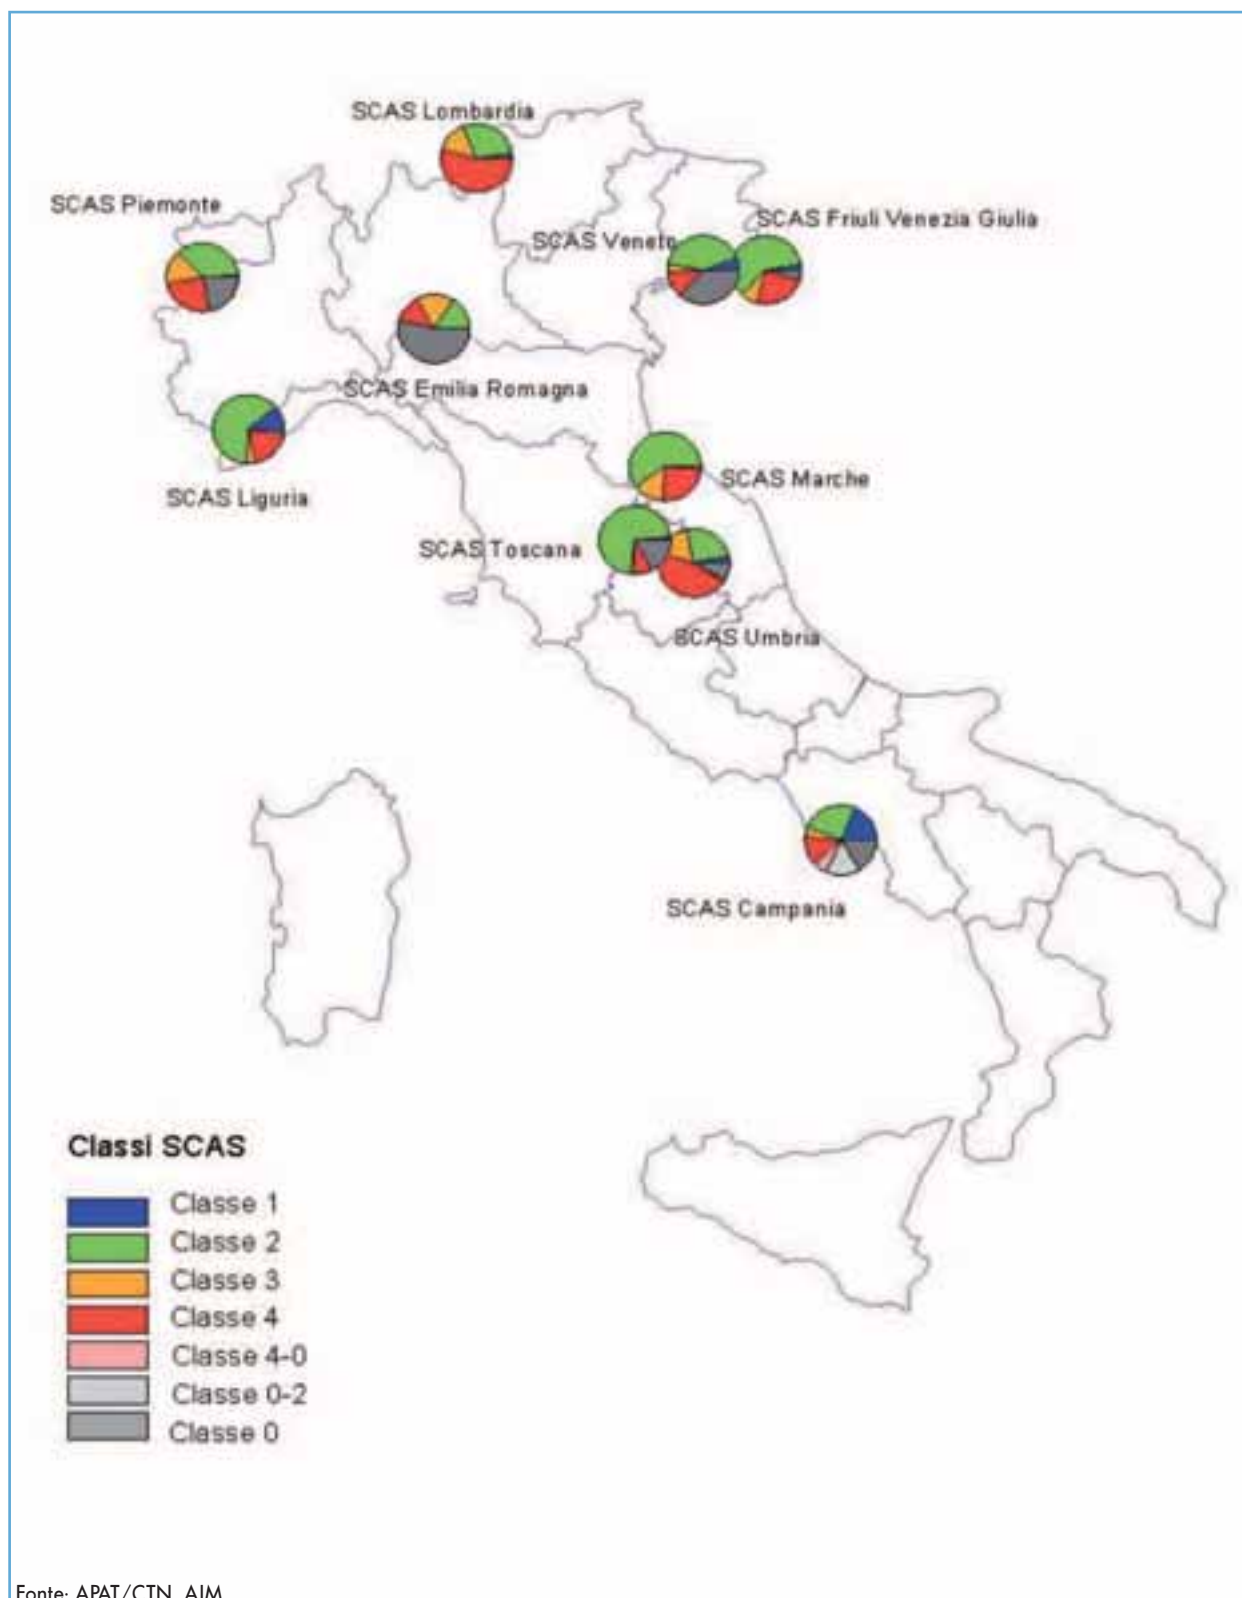 SCAS Lombardia
SCAS Piemonte
SCAS Friuli Venezia Giulia
SCAS Veneto
SCAS Emilia Romagna
SCAS Marche
SCAS Liguria
SCAS Toscana
SCAS Umbria
SCAS Campania
Classi SCAS
Classe 1
Classe 2
Classe 3
Classe 4
Classe 4-0
Classe 0-2
Classe 0
Fonte: APAT/CTN_AIM